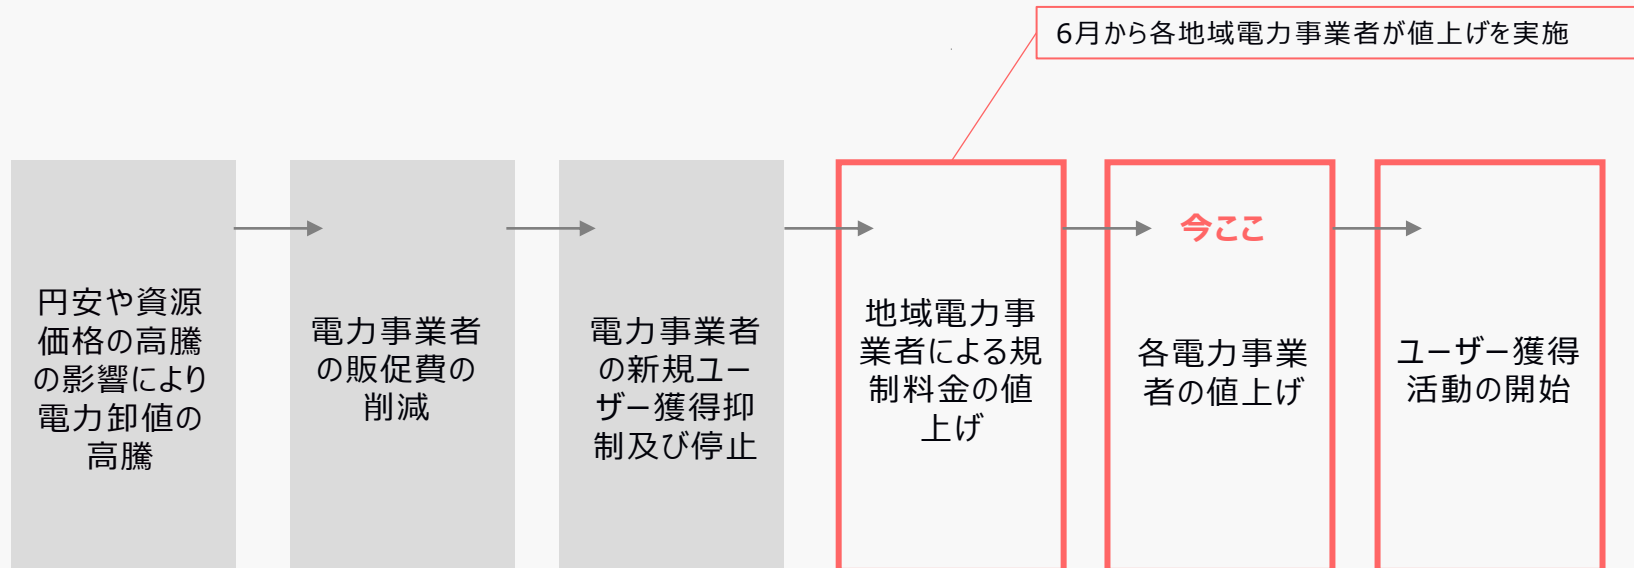 6月から各地域電力事業者が値上げを実施
円安や資源
価格の高騰
の影響により
電力卸値の
高騰
電力事業者
の販促費の
削減
電力事業者
の新規ユー
ザー獲得抑
制及び停止
地域電力事
業者による規
制料金の値
上げ
今ここ
各電力事業
者の値上げ
ユーザー獲得
活動の開始